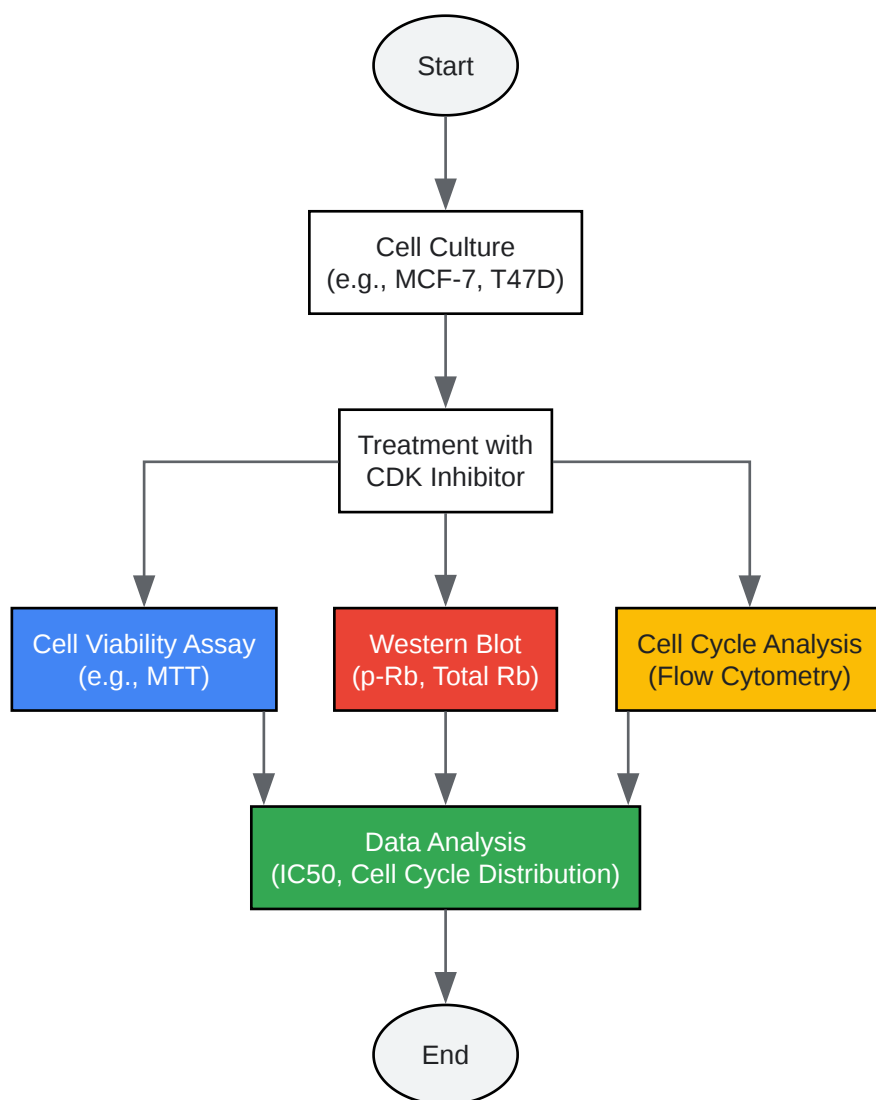 Start
Cell Culture
(e.g., MCF-7, T47D)
Treatment with
CDK Inhibitor
Cell Viability Assay
(e.g., MTT)
Western Blot
(p-Rb, Total Rb)
Cell Cycle Analysis
(Flow Cytometry)
Data Analysis
(IC50, Cell Cycle Distribution)
End